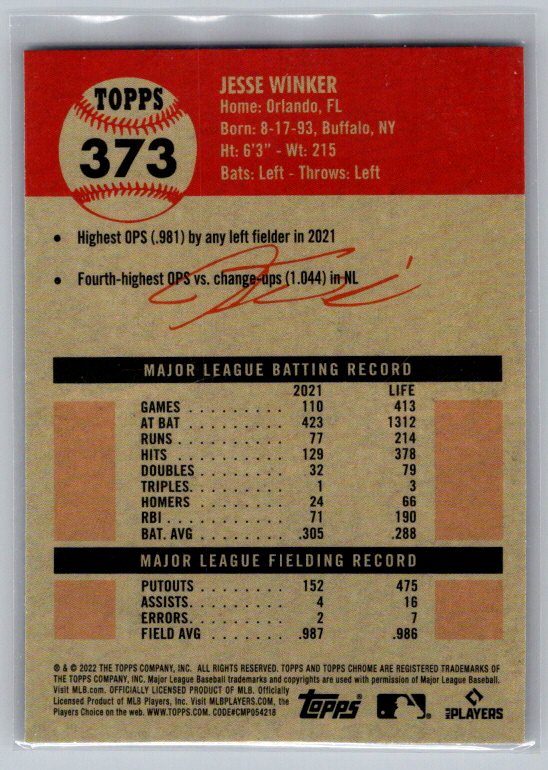 TOPPS
373
JESSE WINKER
Home: Orlando, FL
Born: 8-17-93, Buffalo, NY
Ht: 6'3" - Wt: 215
Bats: Left - Throws: Left
• Highest OPS (.981) by any left fielder in 2021
• Fourth-highest OPS vs. change-ups (1.044) in NL
MAJOR LEAGUE BATTING RECORD
2021 LIFE
GAMES . . . . . . . . . 110 413
AT BAT . . . . . . . . . 423 1312
RUNS . . . . . . . . . . 77 214
HITS . . . . . . . . . . 129 378
DOUBLES . . . . . . . . 32 79
TRIPLES. . . . . . . . . 1 3
HOMERS . . . . . . . . 24 66
RBI . . . . . . . . . . . 71 190
BAT. AVG . . . . . . . . .305 .288
MAJOR LEAGUE FIELDING RECORD
PUTOUTS . . . . . . . . 152 475
ASSISTS. . . . . . . . . 4 16
ERRORS. . . . . . . . . 2 7
FIELD AVG . . . . . . . .987 .986
® & © 2022 THE TOPPS COMPANY, INC. ALL RIGHTS RESERVED. TOPPS AND TOPPS CHROME ARE REGISTERED TRADEMARKS OF
THE TOPPS COMPANY, INC. Major League Baseball trademarks and copyrights are used with permission of Major League Baseball.
Visit MLB.com. OFFICIALLY LICENSED PRODUCT OF MLB. Officially
Licensed Product of MLB Players, Inc. Visit MLBPLAYERS.COM, the
Players Choice on the web. WWW.TOPPS.COM. CODE#CMP054218
Topps
MLB PLAYERS